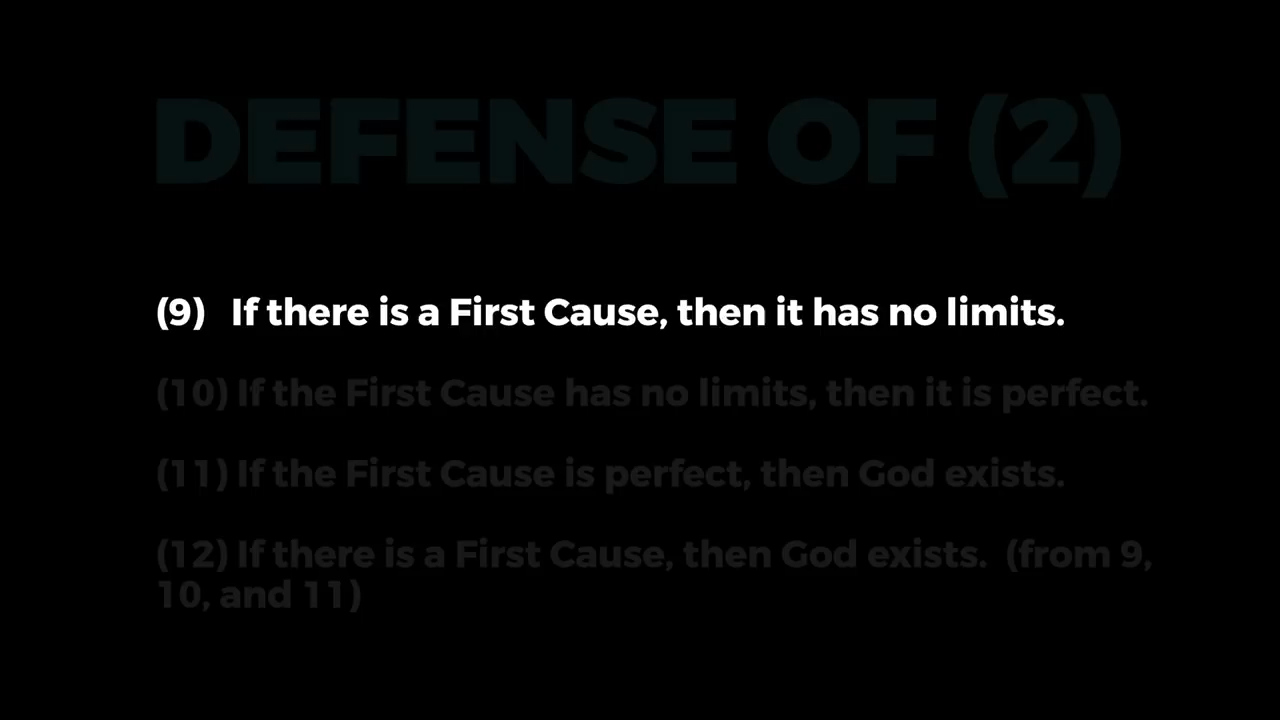 DEFENSE OF (2)
(9) If there is a First Cause, then it has no limits.
(10) If the First Cause has no limits, then it is perfect.
(11) If the First Cause is perfect, then God exists.
(12) If there is a First Cause, then God exists. (from 9,
10, and 11)